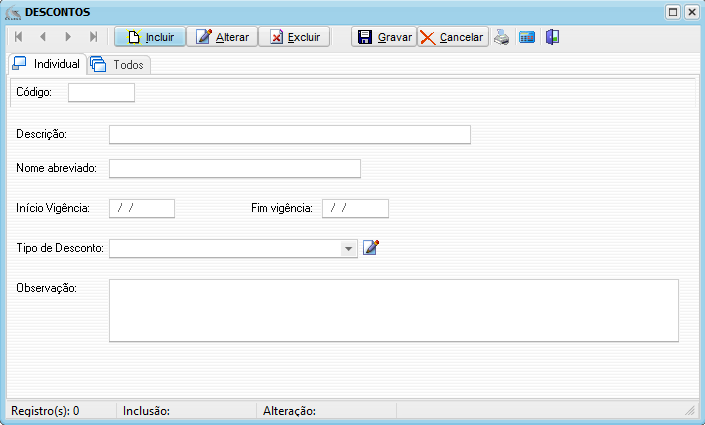 DESCONTOS
Incluir Alterar Excluir Gravar Cancelar
Individual Todos
Código:
Descrição:
Nome abreviado:
Início Vigência: / / Fim vigência: / /
Tipo de Desconto:
Observação:
Registro(s): 0 Inclusão: Alteração: